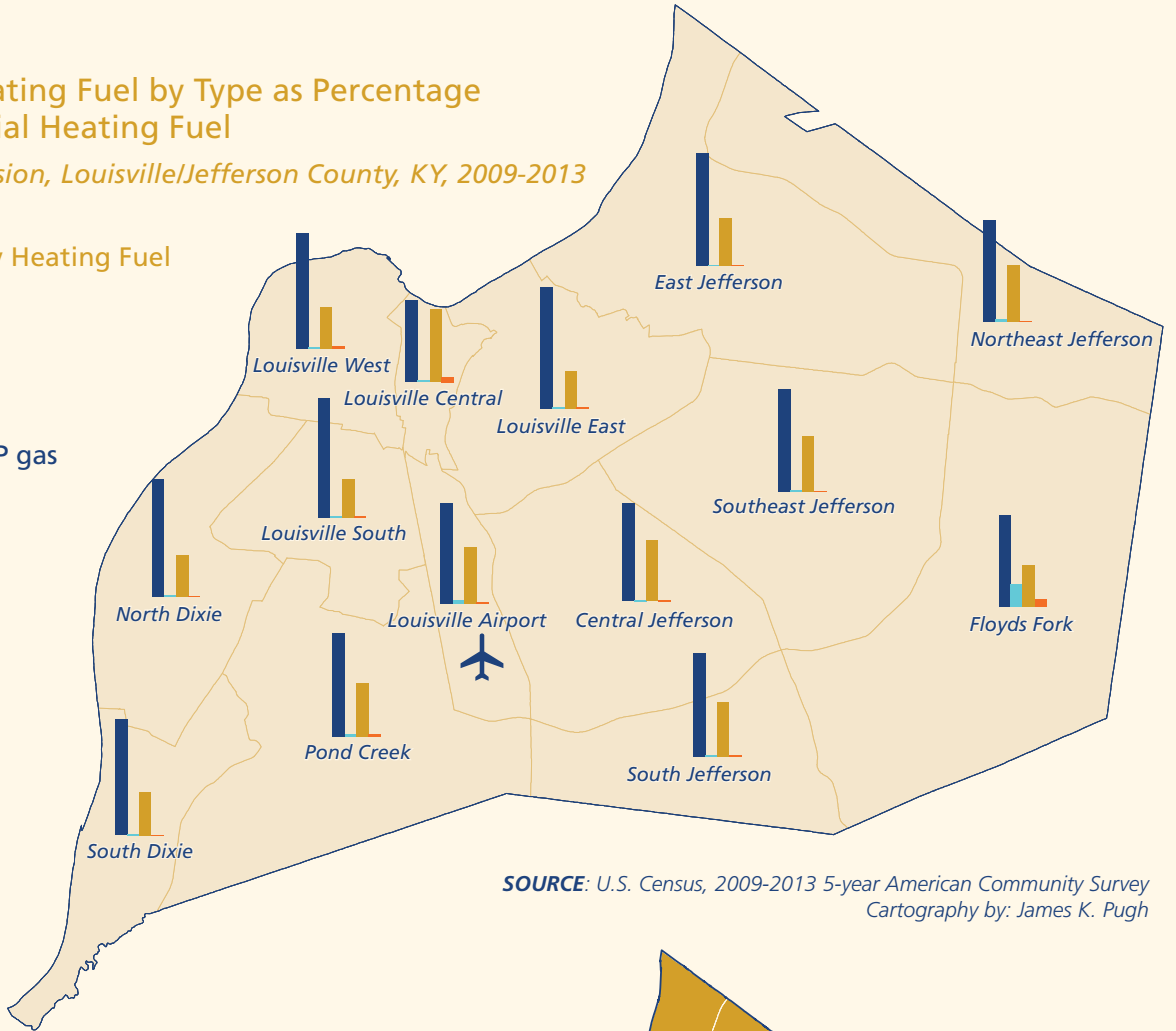 ating Fuel by Type as Percentage
ial Heating Fuel
sion, Louisville/Jefferson County, KY, 2009-2013
y Heating Fuel
East Jefferson
Northeast Jefferson
Louisville West
Louisville Central
Louisville East
P gas
Southeast Jefferson
Louisville South
North Dixie
Louisville Airport
Central Jefferson
Floyds Fork
Pond Creek
South Jefferson
South Dixie
SOURCE: U.S. Census, 2009-2013 5-year American Community Survey
Cartography by: James K. Pugh